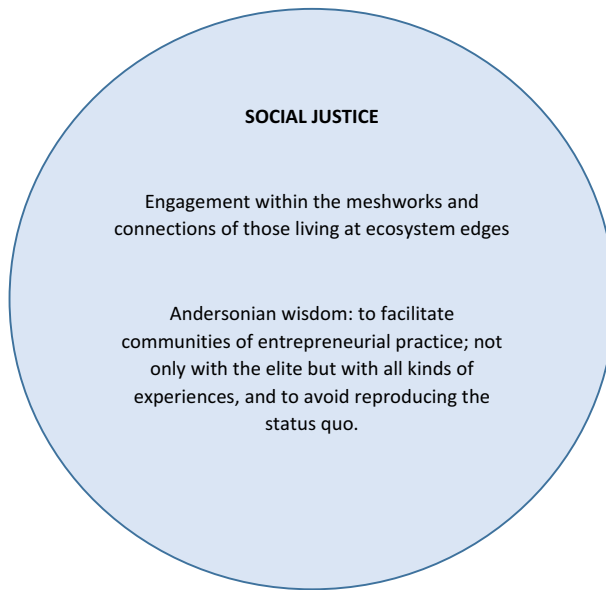 SOCIAL JUSTICE
Engagement within the meshworks and
connections of those living at ecosystem edges
Andersonian wisdom: to facilitate
communities of entrepreneurial practice; not
only with the elite but with all kinds of
experiences, and to avoid reproducing the
status quo.